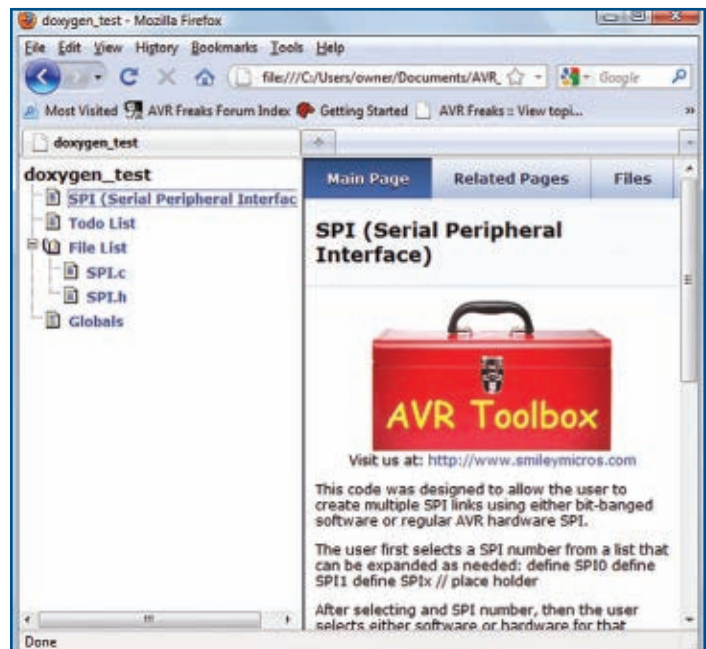 doxygen_test - Mozilla Firefox
File Edit View History Bookmarks Tools Help
file:///C:/Users/owner/Documents/AVR_
Google
Most Visited AVR Freaks Forum Index Getting Started AVR Freaks :: View topi...
doxygen_test
doxygen_test
SPI (Serial Peripheral Interfac
Todo List
File List
SPI.c
SPI.h
Globals
Main Page Related Pages Files
SPI (Serial Peripheral
Interface)
AVR Toolbox
Visit us at: http://www.smileymicros.com
This code was designed to allow the user to
create multiple SPI links using either bit-banged
software or regular AVR hardware SPI.
The user first selects a SPI number from a list that
can be expanded as needed: define SPI0 define
SPI1 define SPIx // place holder
After selecting and SPI number, then the user
selects either software or hardware for that
Done